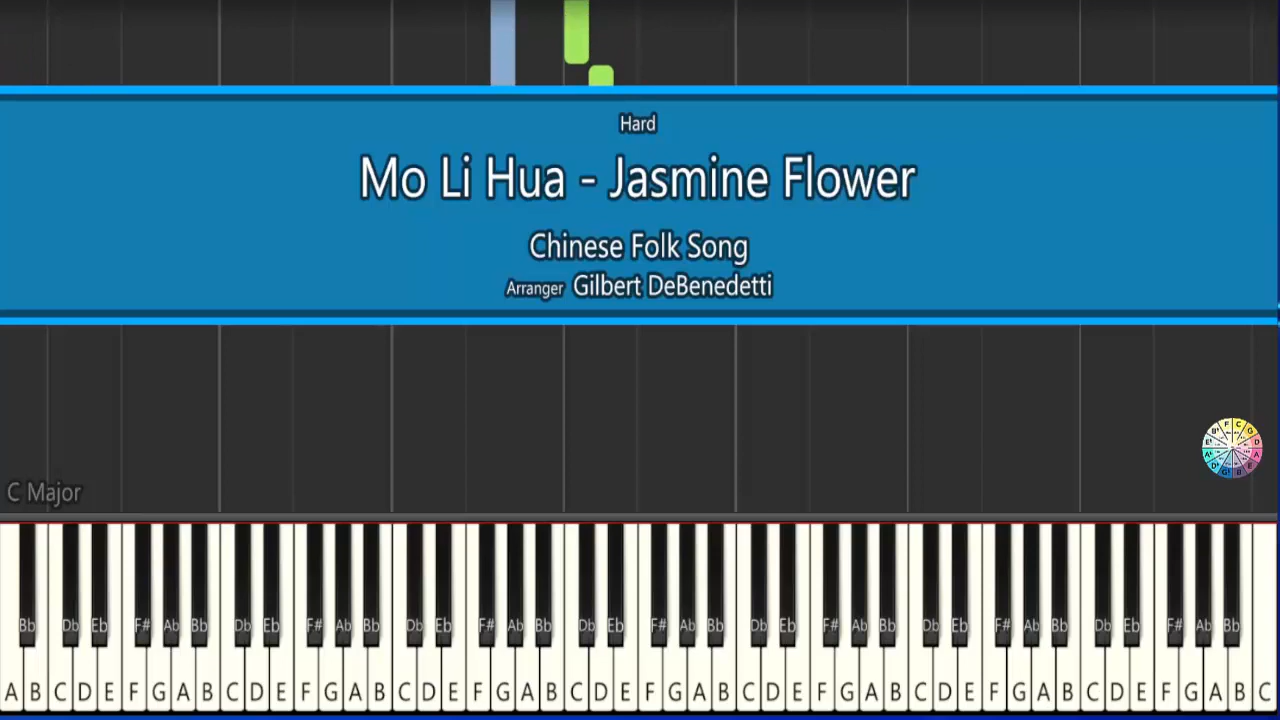 Hard
Mo Li Hua - Jasmine Flower
Chinese Folk Song
Arranger Gilbert DeBenedetti
C Major
Bb Db Eb F# Ab Bb Db Eb F# Ab Bb Db Eb F# Ab Bb Db Eb F# Ab Bb Db Eb F# Ab Bb Db Eb F# Ab Bb Db Eb F# Ab Bb
A B C D E F G A B C D E F G A B C D E F G A B C D E F G A B C D E F G A B C D E F G A B C D E F G A B C